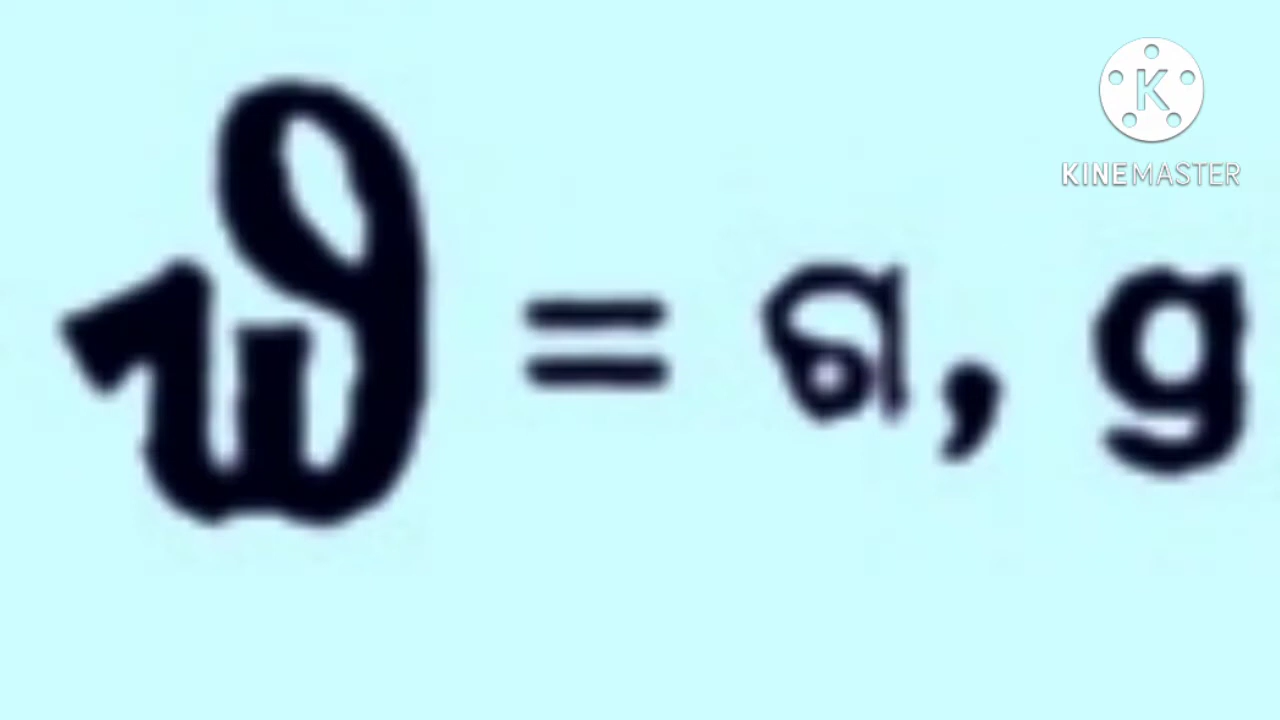 = ଗ, g
KINEMASTER